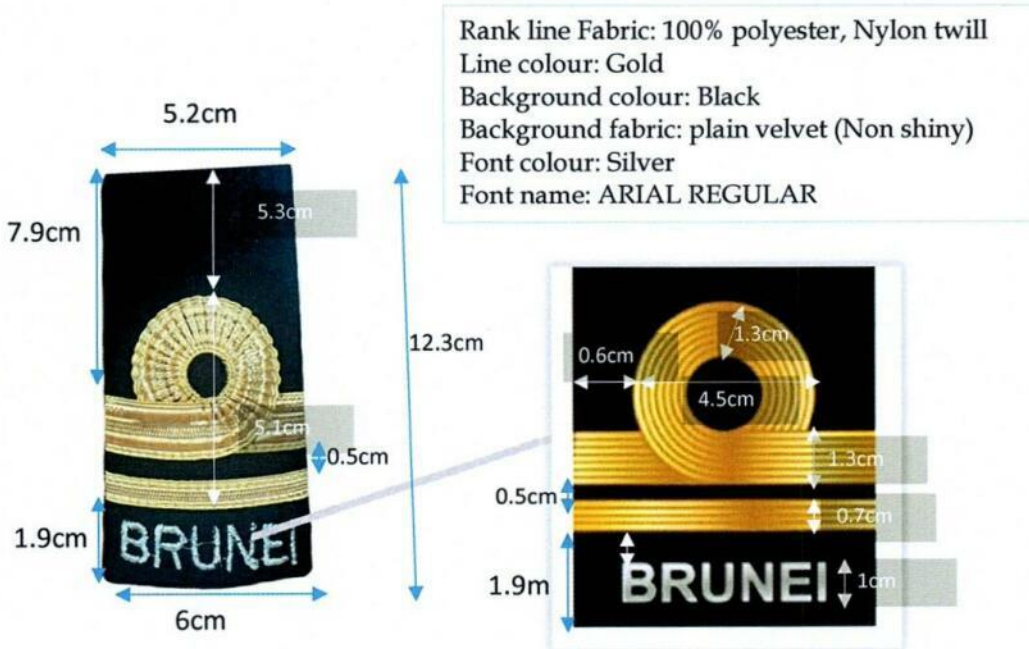 Rank line Fabric: 100% polyester, Nylon twill
Line colour: Gold
Background colour: Black
Background fabric: plain velvet (Non shiny)
Font colour: Silver
Font name: ARIAL REGULAR
5.2cm
7.9cm
5.3cm
12.3cm
5.1cm
0.5cm
1.9cm
BRUNEI
6cm
1.3cm
0.6cm
4.5cm
1.3cm
0.5cm
0.7cm
1.9m
BRUNEI
1cm